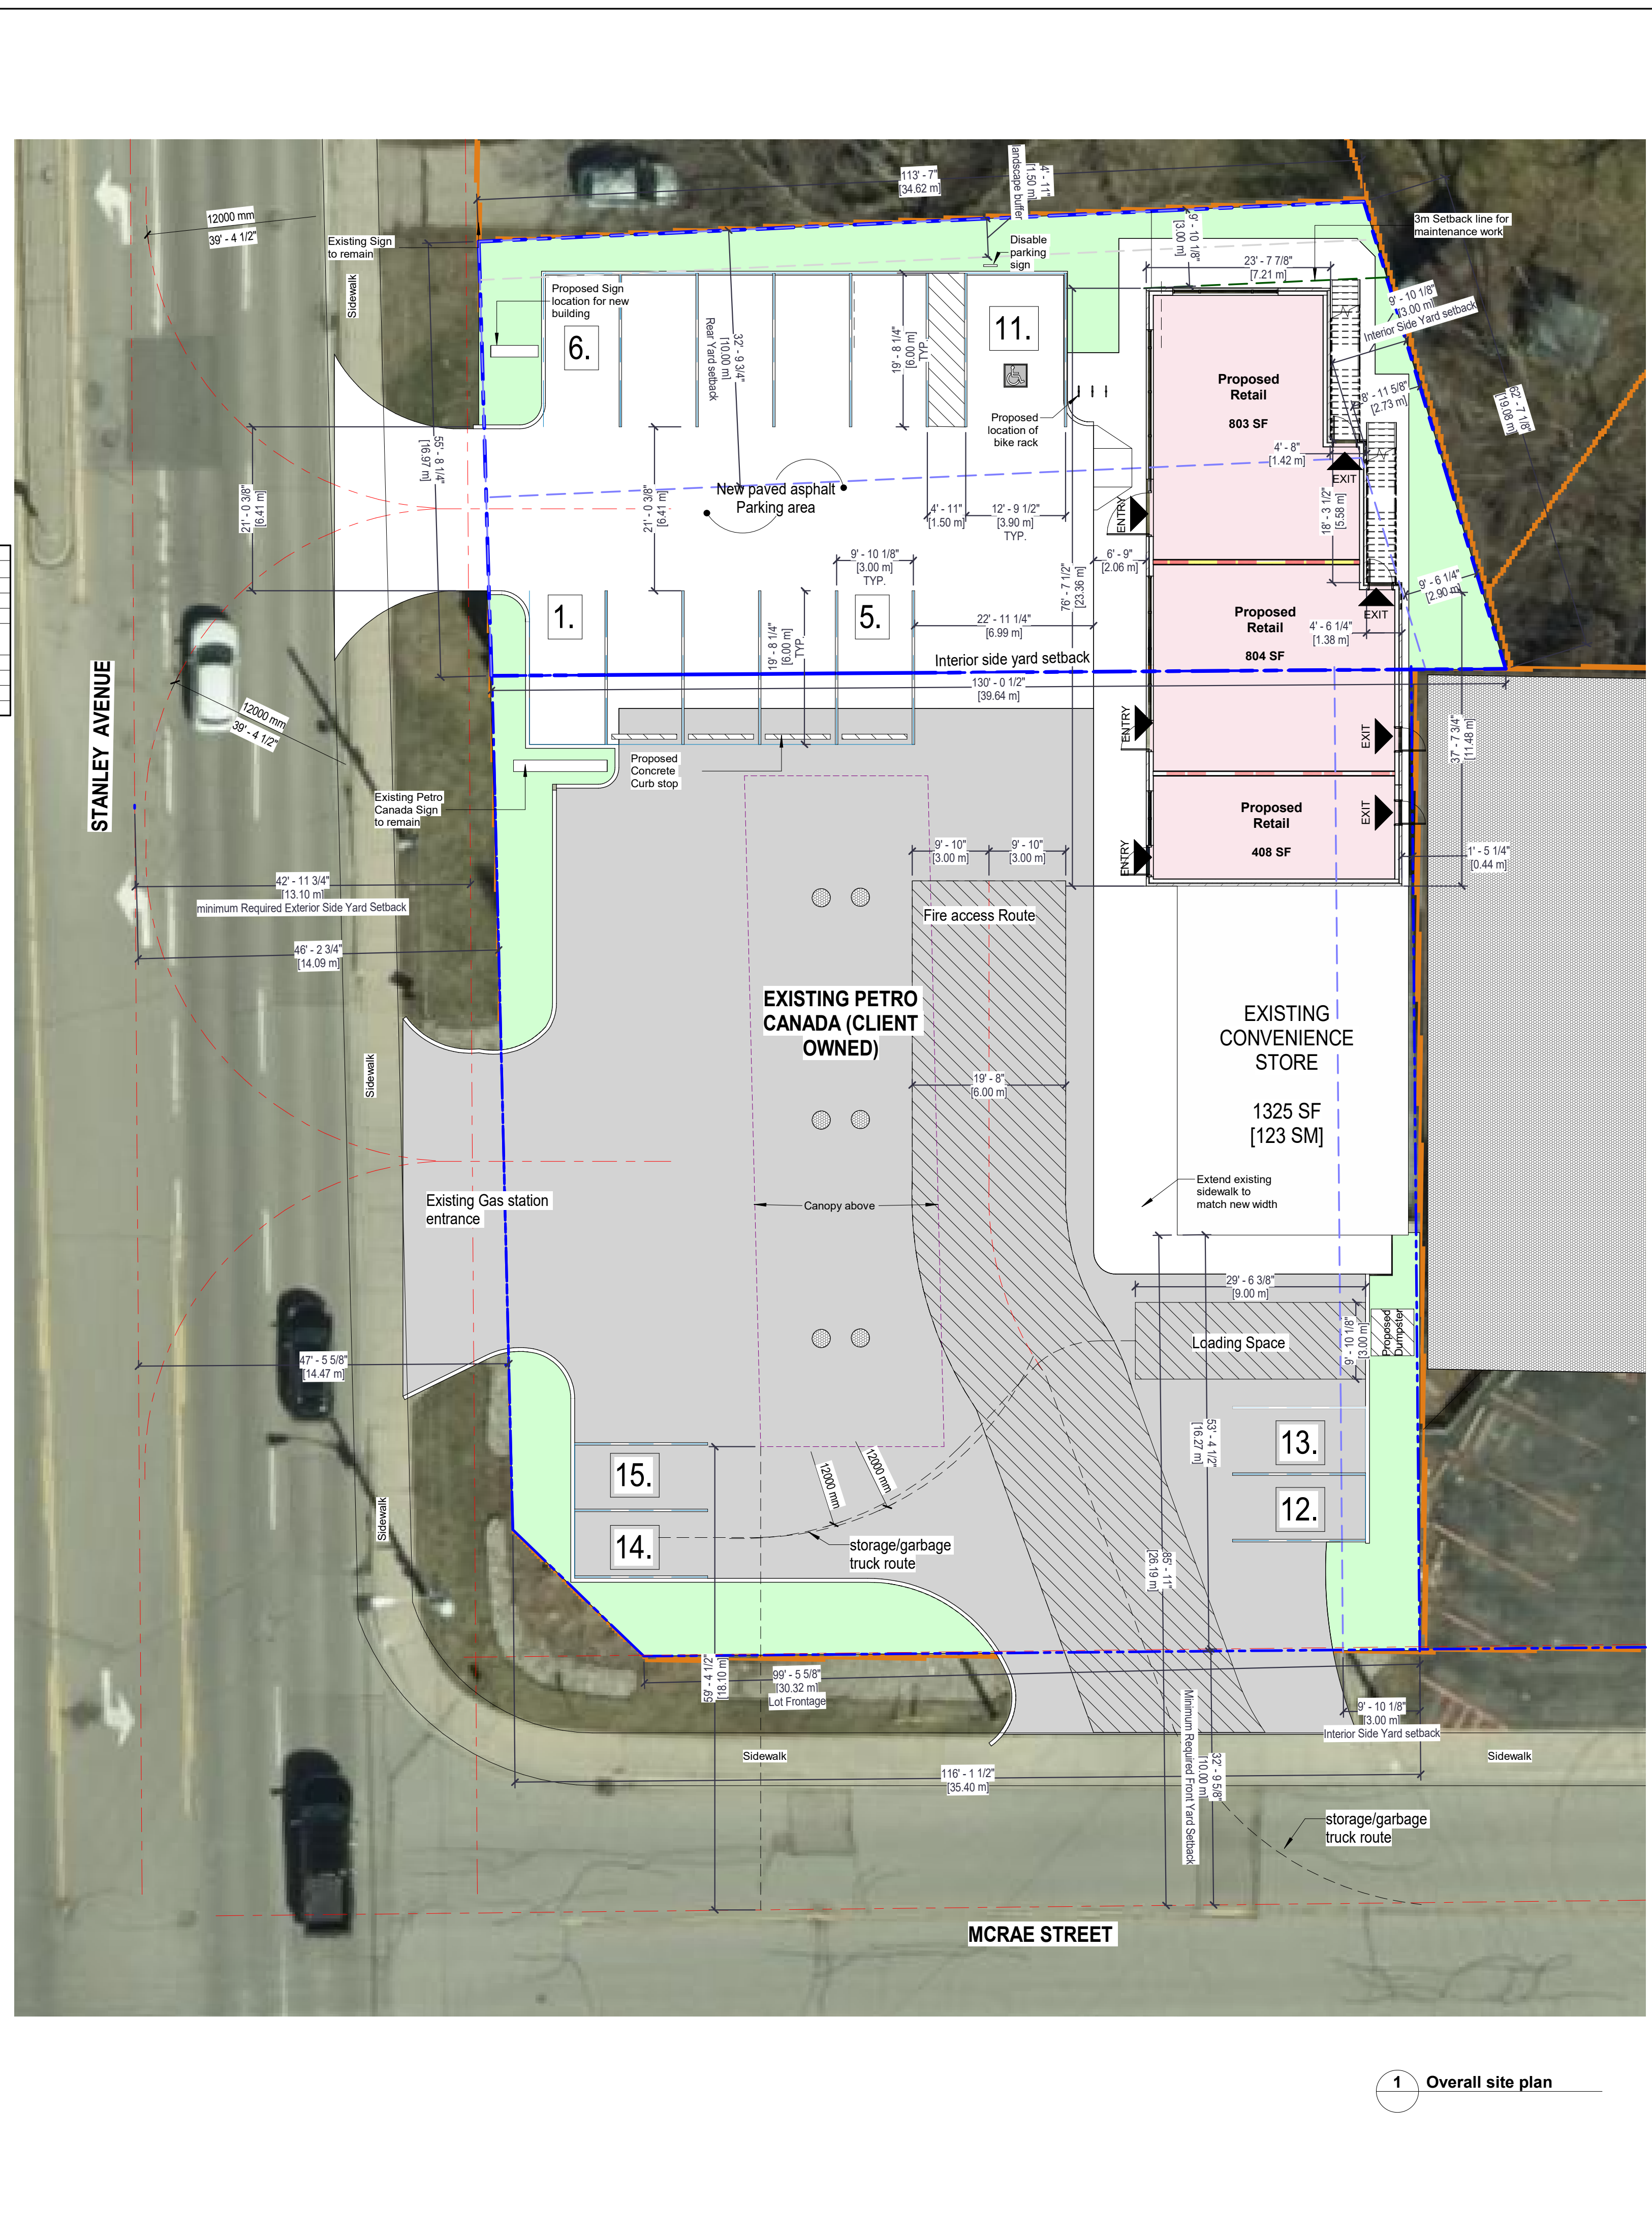 113' - 7"
[34.62 m]
landscape buffer
4' - 11"
[1.50 m]
12000 mm
39' - 4 1/2"
Existing Sign
to remain
Sidewalk
Disable
parking
sign
9' - 10 1/8"
[3.00 m]
3m Setback line for
maintenance work
23' - 7 7/8"
[7.21 m]
Proposed Sign
location for new
building
6.
Rear Yard setback
32' - 9 3/4"
[10.00 m]
19' - 8 1/4"
[6.00 m]
TYP.
11.
9' - 10 1/8"
[3.00 m]
Interior Side Yard setback
Proposed
Retail
803 SF
8' - 11 5/8"
[2.73 m]
62' - 7 1/8"
[19.08 m]
Proposed
location of
bike rack
55' - 8 1/4"
[16.97 m]
4' - 8"
[1.42 m]
EXIT
21' - 0 3/8"
[6.41 m]
21' - 0 3/8"
[6.41 m]
New paved asphalt
Parking area
4' - 11"
[1.50 m]
12' - 9 1/2"
[3.90 m]
TYP.
ENTRY
18' - 3 1/2"
[5.58 m]
9' - 10 1/8"
[3.00 m]
TYP.
6' - 9"
[2.06 m]
76' - 7 1/2"
[23.36 m]
9' - 6 1/4"
[2.90 m]
1.
5.
EXIT
Proposed
Retail
804 SF
4' - 6 1/4"
[1.38 m]
22' - 11 1/4"
[6.99 m]
19' - 8 1/4"
[6.00 m]
TYP.
Interior side yard setback
130' - 0 1/2"
[39.64 m]
STANLEY AVENUE
12000 mm
39' - 4 1/2"
ENTRY
EXIT
37' - 7 3/4"
[11.48 m]
Proposed
Concrete
Curb stop
Existing Petro
Canada Sign
to remain
Proposed
Retail
408 SF
EXIT
ENTRY
9' - 10"
[3.00 m]
9' - 10"
[3.00 m]
1' - 5 1/4"
[0.44 m]
42' - 11 3/4"
[13.10 m]
minimum Required Exterior Side Yard Setback
Fire access Route
46' - 2 3/4"
[14.09 m]
EXISTING PETRO
CANADA (CLIENT
OWNED)
EXISTING
CONVENIENCE
STORE
1325 SF
[123 SM]
Sidewalk
19' - 8"
[6.00 m]
Existing Gas station
entrance
Canopy above
Extend existing
sidewalk to
match new width
29' - 6 3/8"
[9.00 m]
Loading Space
9' - 10 1/8"
[3.00 m]
Proposed
Dumpster
47' - 5 5/8"
[14.47 m]
53' - 4 1/2"
[16.27 m]
13.
15.
12000 mm
12000 mm
12.
Sidewalk
14.
storage/garbage
truck route
85' - 11"
[26.19 m]
59' - 4 1/2"
[18.10 m]
99' - 5 5/8"
[30.32 m]
Lot Frontage
9' - 10 1/8"
[3.00 m]
Interior Side Yard setback
Minimum Required Front Yard Setback
32' - 9 5/8"
[10.00 m]
Sidewalk
Sidewalk
116' - 1 1/2"
[35.40 m]
storage/garbage
truck route
MCRAE STREET
1
Overall site plan